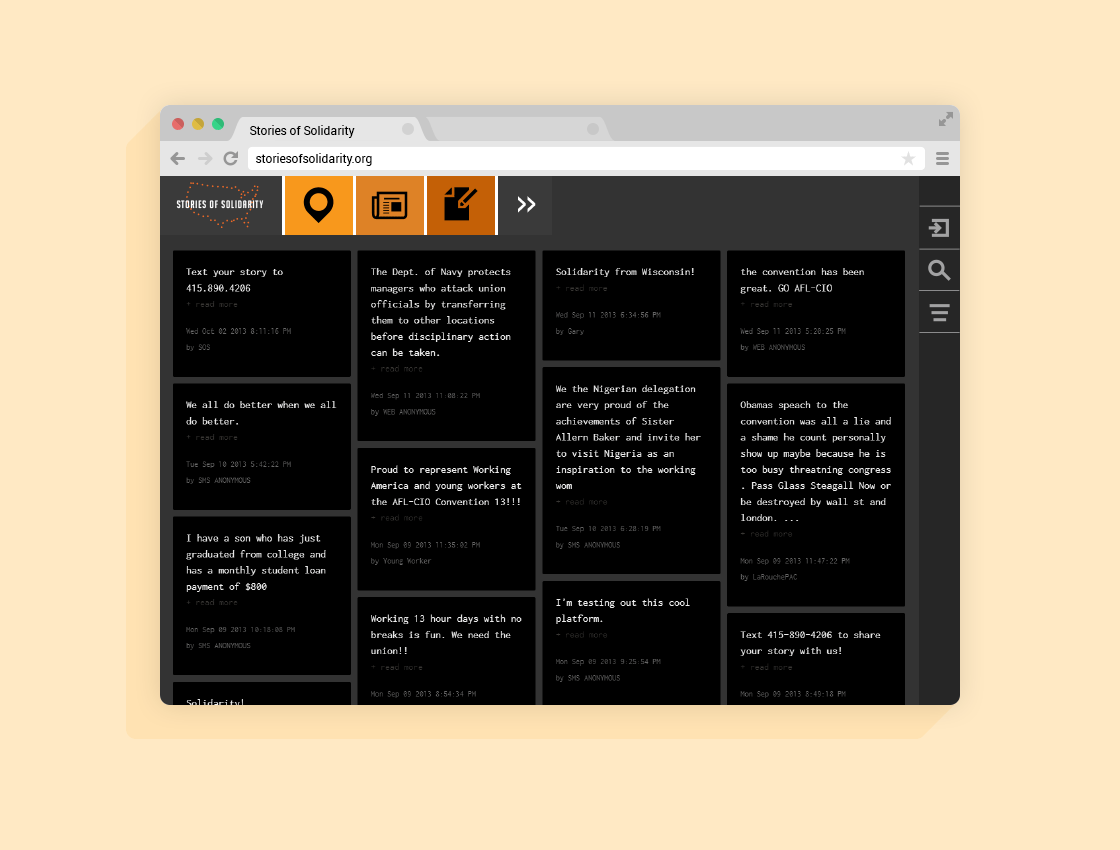 Stories of Solidarity
storiesofsolidarity.org
STORIES OF SOLIDARITY
Text your story to
415.890.4206
+ read more
Wed Oct 02 2013 8:11:16 PM
by SOS
We all do better when we all
do better.
+ read more
Tue Sep 10 2013 5:42:22 PM
by SMS ANONYMOUS
I have a son who has just
graduated from college and
has a monthly student loan
payment of $800
+ read more
Mon Sep 09 2013 10:16:06 PM
by SMS ANONYMOUS
Solidarity!
The Dept. of Navy protects
managers who attack union
officials by transferring
them to other locations
before disciplinary action
can be taken.
+ read more
Wed Sep 11 2013 11:08:22 PM
by WEB ANONYMOUS
Proud to represent Working
America and young workers at
the AFL-CIO Convention 13!!!
+ read more
Mon Sep 09 2013 11:35:02 PM
by Young Worker
Working 13 hour days with no
breaks is fun. We need the
union!!
+ read more
Mon Sep 09 2013 8:54:34 PM
Solidarity from Wisconsin!
+ read more
Wed Sep 11 2013 6:34:56 PM
by Gary
We the Nigerian delegation
are very proud of the
achievements of Sister
Allern Baker and invite her
to visit Nigeria as an
inspiration to the working
wom
+ read more
Tue Sep 10 2013 6:28:19 PM
by SMS ANONYMOUS
I'm testing out this cool
platform.
+ read more
Mon Sep 09 2013 9:25:54 PM
by SMS ANONYMOUS
the convention has been
great. GO AFL-CIO
+ read more
Wed Sep 11 2013 5:20:25 PM
by WEB ANONYMOUS
Obamas speach to the
convention was all a lie and
a shame he count personally
show up maybe because he is
too busy threatning congress
. Pass Glass Steagall Now or
be destroyed by wall st and
london. ...
+ read more
Mon Sep 09 2013 11:47:22 PM
by LaRouchePAC
Text 415-890-4206 to share
your story with us!
+ read more
Mon Sep 09 2013 8:49:18 PM